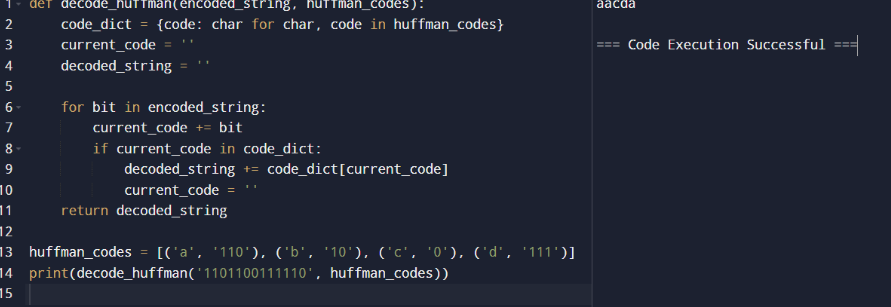 1 def decode_huffman(encoded_string, huffman_codes):
2 code_dict = {code: char for char, code in huffman_codes}
3 current_code = ''
4 decoded_string = ''
5
6 for bit in encoded_string:
7 current_code += bit
8 if current_code in code_dict:
9 decoded_string += code_dict[current_code]
10 current_code = ''
11 return decoded_string
12
13 huffman_codes = [('a', '110'), ('b', '10'), ('c', '0'), ('d', '111')]
14 print(decode_huffman('1101100111110', huffman_codes))
15
aacda
=== Code Execution Successful ===